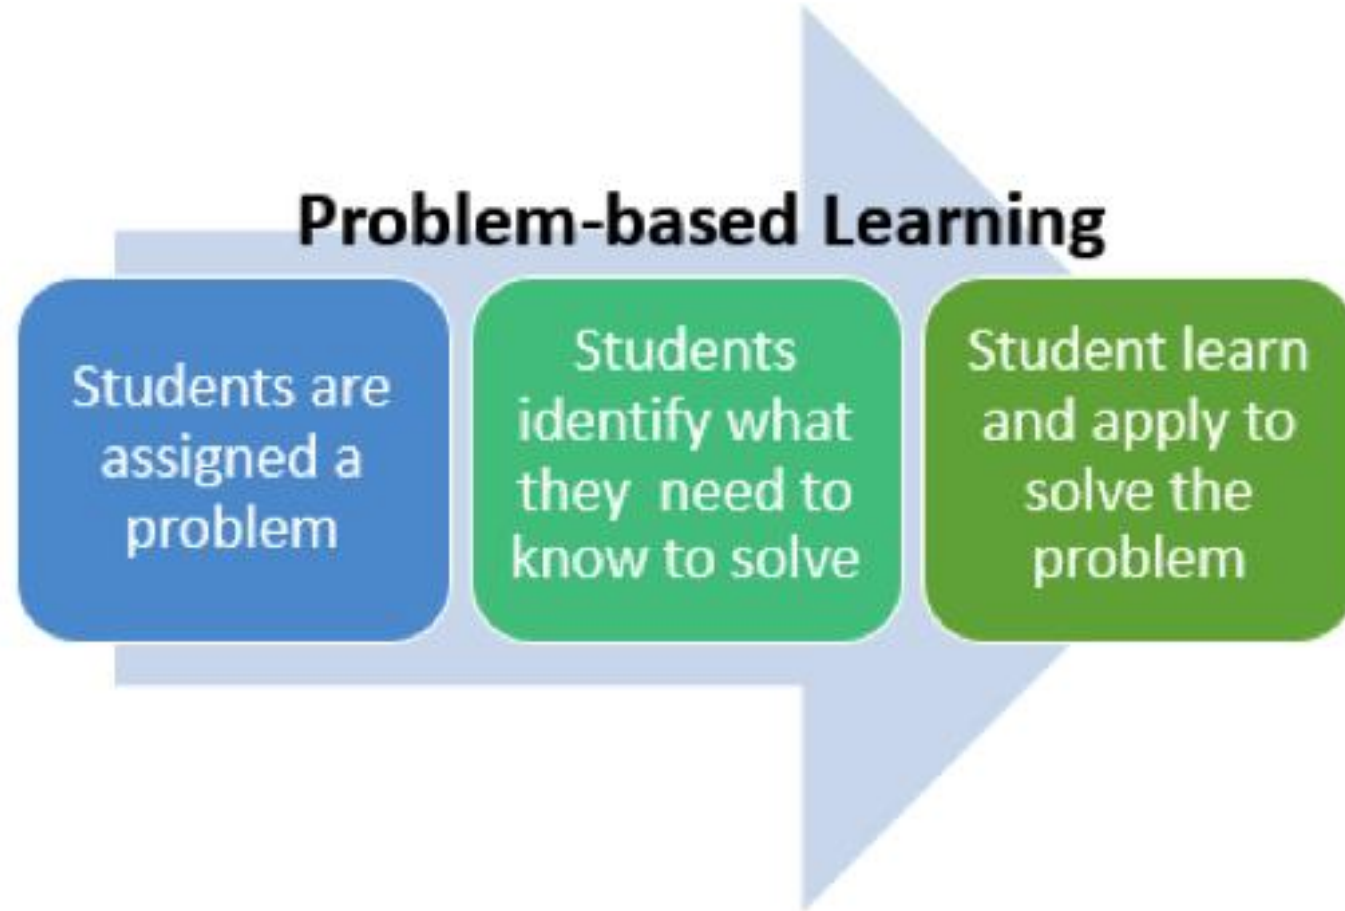 Problem-based Learning
Students are
assigned a
problem
Students
identify what
they  need to
know to solve
Student learn
and apply to
solve the
problem